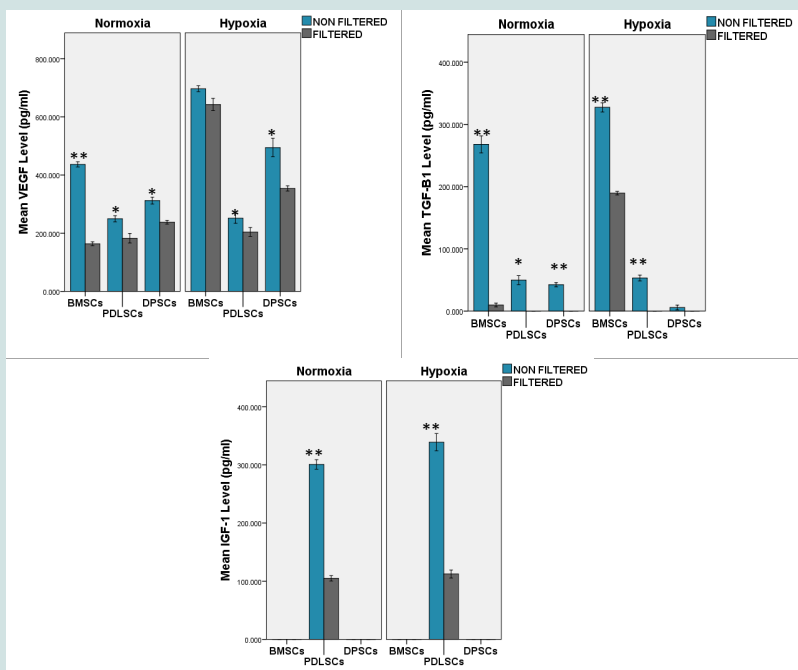 Normoxia
Hypoxia
NON FILTERED
FILTERED
Mean VEGF Level (pg/ml)
800.000
600.000
400.000
200.000
0.000
**
*
*
*
*
BMSCs
PDLSCs
DPSCs
BMSCs
PDLSCs
DPSCs
Normoxia
Hypoxia
NON FILTERED
FILTERED
Mean TGF-B1 Level (pg/ml)
400.000
300.000
200.000
100.000
0.000
**
*
**
**
**
BMSCs
PDLSCs
DPSCs
BMSCs
PDLSCs
DPSCs
Normoxia
Hypoxia
NON FILTERED
FILTERED
Mean IGF-1 Level (pg/ml)
400.000
300.000
200.000
100.000
0.000
**
**
BMSCs
PDLSCs
DPSCs
BMSCs
PDLSCs
DPSCs